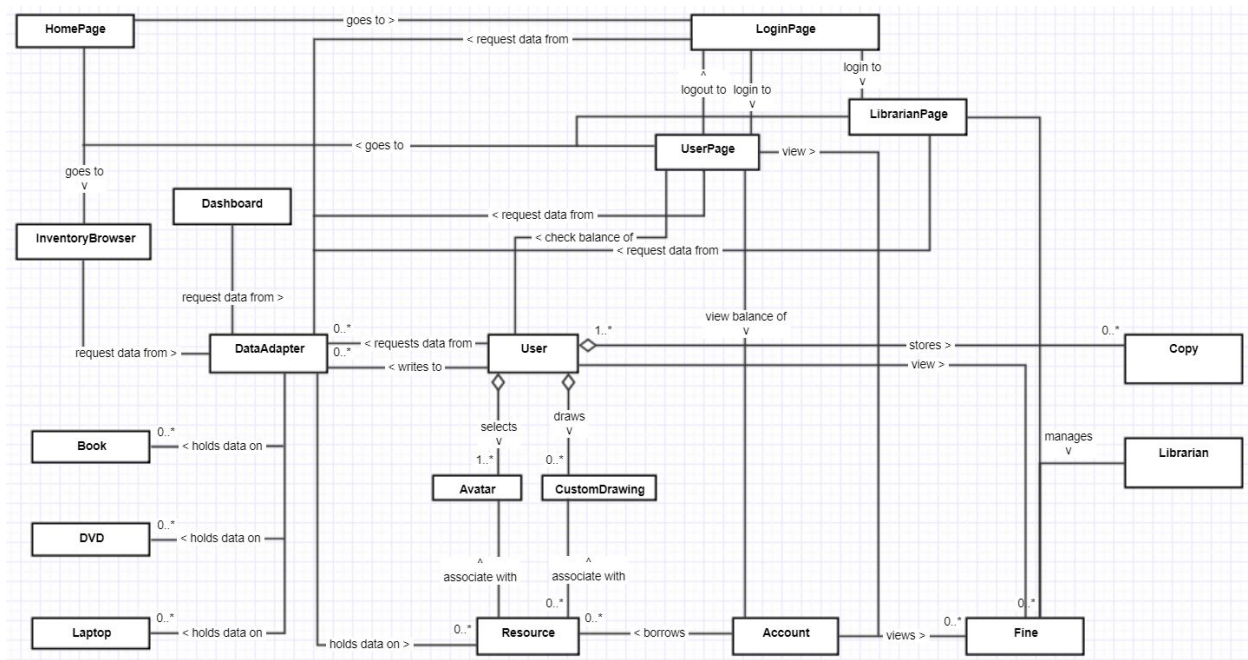 HomePage
goes to >
LoginPage
< request data from
login to
v
^
logout to
login to
v
LibrarianPage
< goes to
UserPage
view >
goes to
v
Dashboard
< request data from
InventoryBrowser
< check balance of
< request data from
request data from >
view balance of
v
0..*
1..*
0..*
request data from >
DataAdapter
0..*
< requests data from
User
stores >
Copy
< writes to
view >
selects
v
draws
v
0..*
Book
< holds data on
manages
v
Librarian
1..*
0..*
Avatar
CustomDrawing
0..*
DVD
< holds data on
^
associate with
^
associate with
0..*
0..*
0..*
Laptop
< holds data on
0..*
Resource
0..*
< borrows
Account
views >
0..*
Fine
holds data on >